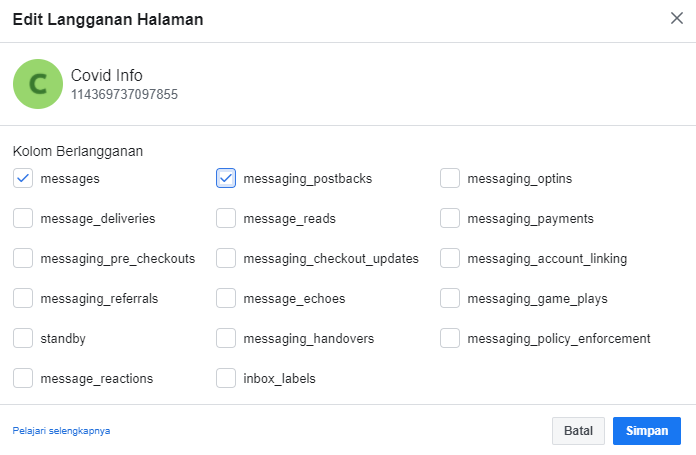 Edit Langganan Halaman
C
Covid Info
114369737097855
Kolom Berlangganan
messages messaging_postbacks messaging_optins
message_deliveries message_reads messaging_payments
messaging_pre_checkouts messaging_checkout_updates messaging_account_linking
messaging_referrals message_echoes messaging_game_plays
standby messaging_handovers messaging_policy_enforcement
message_reactions inbox_labels
Pelajari selengkapnya Batal Simpan